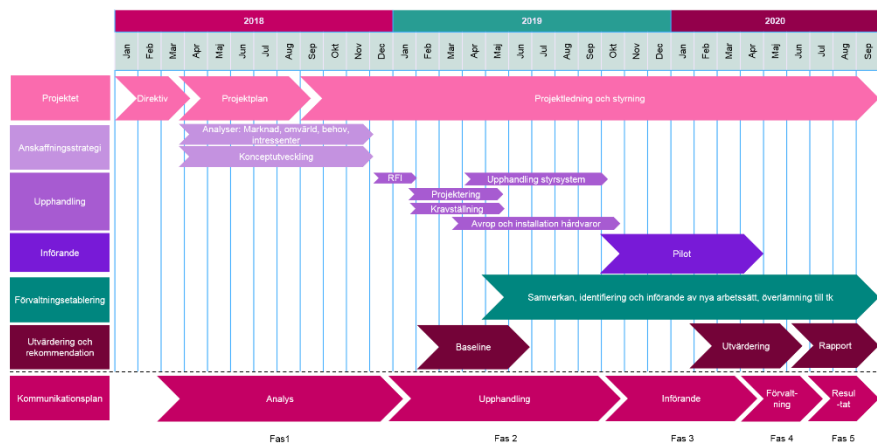 2018
2019
2020
Jan Feb Mar Apr Maj Jun Jul Aug Sep Okt Nov Dec Jan Feb Mar Apr Maj Jun Jul Aug Sep Okt Nov Dec Jan Feb Mar Apr Maj Jun Jul Aug Sep
Projektet
Direktiv
Projektplan
Projektledning och styrning
Anskaffningsstrategi
Analyser: Marknad, omvärld, behov,
intressenter
Konceptutveckling
Upphandling
RFI
Upphandling styrsystem
Projektering
Kravställning
Avrop och installation hårdvaror
Införande
Pilot
Förvaltningsetablering
Samverkan, identifiering och införande av nya arbetssätt, överlämning till tk
Utvärdering och
rekommendation
Baseline
Utvärdering
Rapport
Kommunikationsplan
Analys
Upphandling
Införande
Förvalt-
ning
Resul
-tat
Fas1
Fas 2
Fas 3
Fas 4
Fas 5